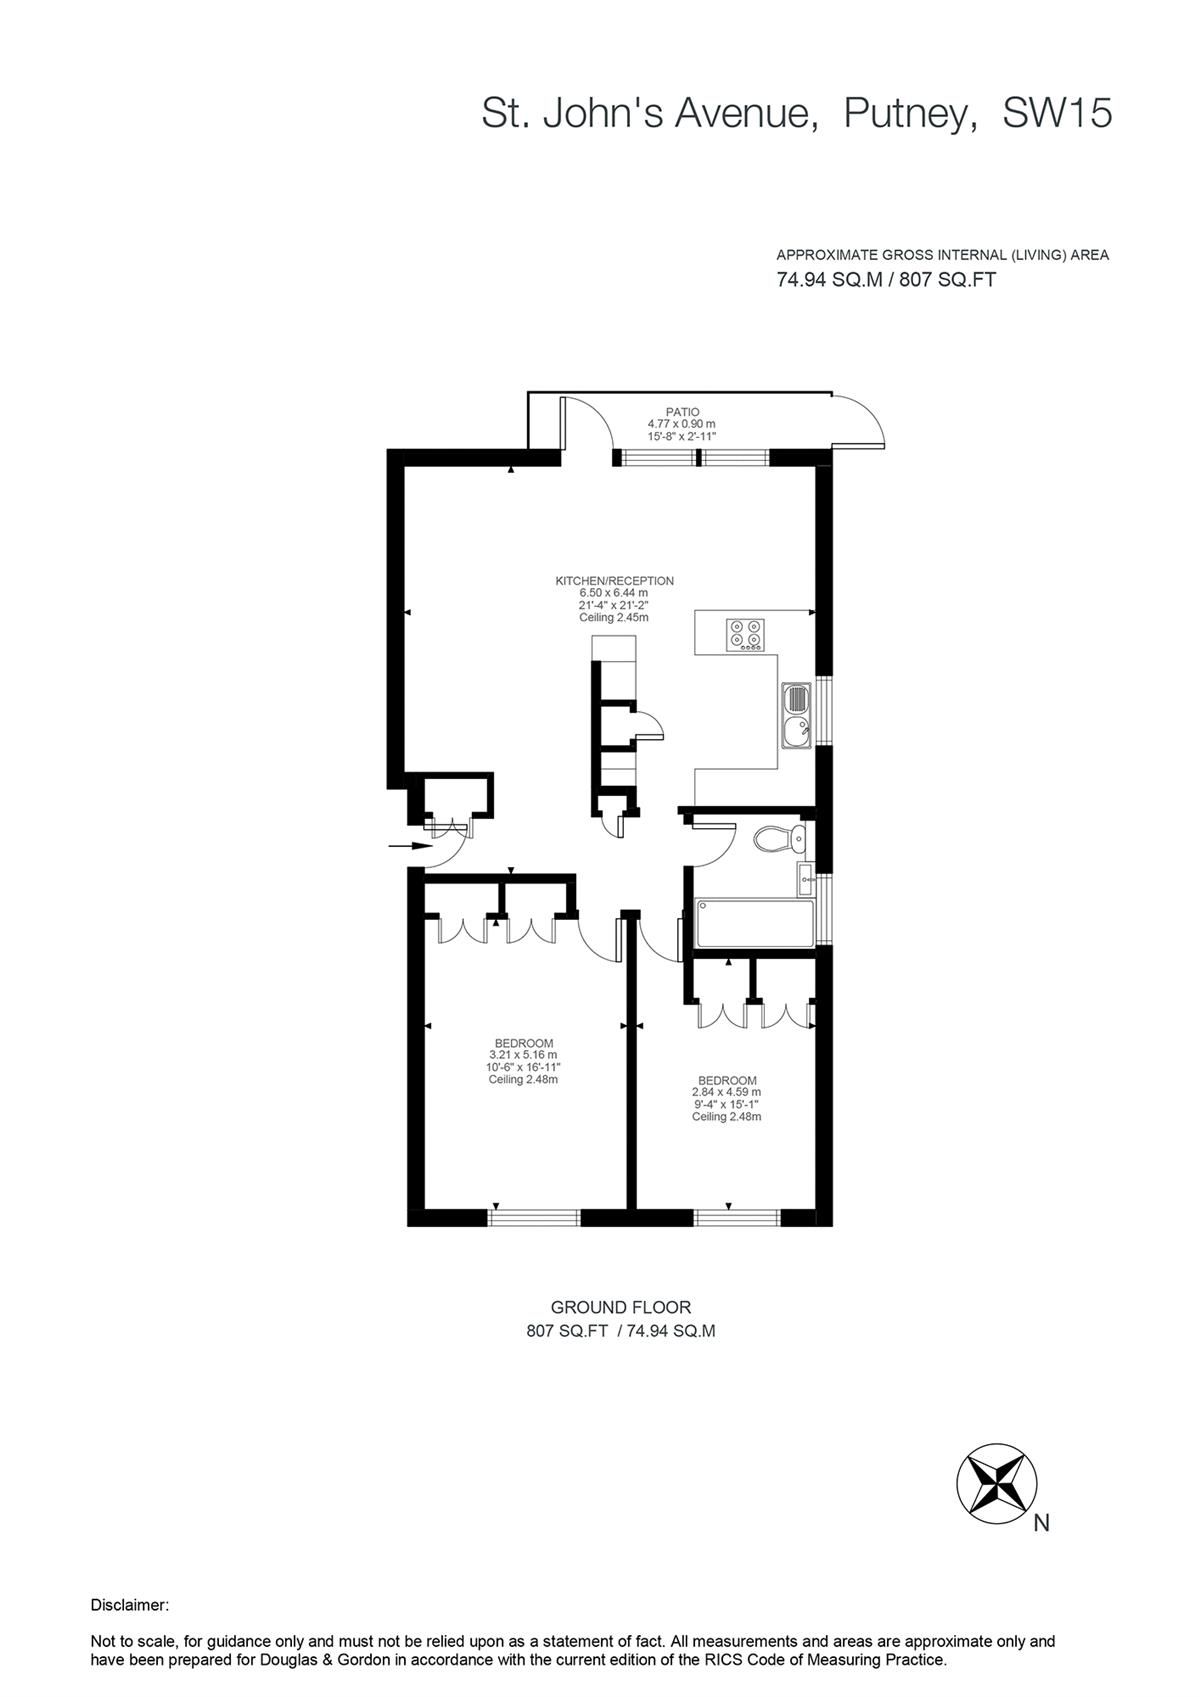 St. John's Avenue, Putney, SW15
APPROXIMATE GROSS INTERNAL (LIVING) AREA
74.94 SQ.M / 807 SQ.FT
PATIO
4.77 x 0.90 m
15'-8" x 2'-11"
KITCHEN/RECEPTION
6.50 x 6.44 m
21'-4" x 21'-2"
Ceiling 2.45m
BEDROOM
3.21 x 5.16 m
10'-6" x 16'-11"
Ceiling 2.48m
BEDROOM
2.84 x 4.59 m
9'-4" x 15'-1"
Ceiling 2.48m
GROUND FLOOR
807 SQ.FT / 74.94 SQ.M
N
Disclaimer:
Not to scale, for guidance only and must not be relied upon as a statement of fact. All measurements and areas are approximate only and
have been prepared for Douglas & Gordon in accordance with the current edition of the RICS Code of Measuring Practice.